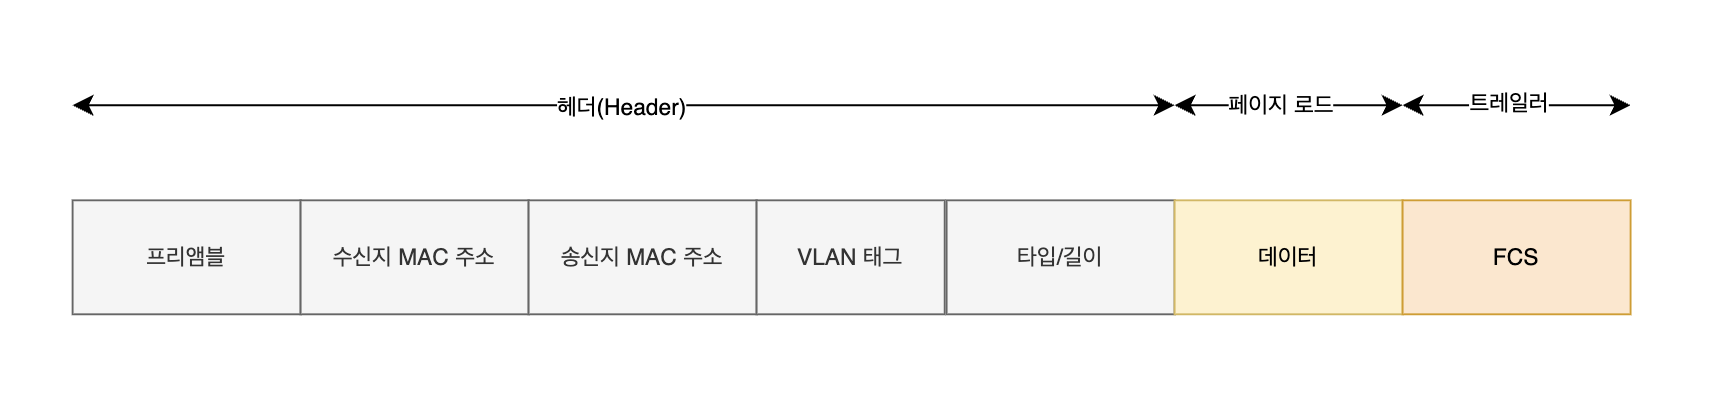 헤더(Header)
페이지 로드
트레일러
프리앰블
수신지 MAC 주소
송신지 MAC 주소
VLAN 태그
타입/길이
데이터
FCS